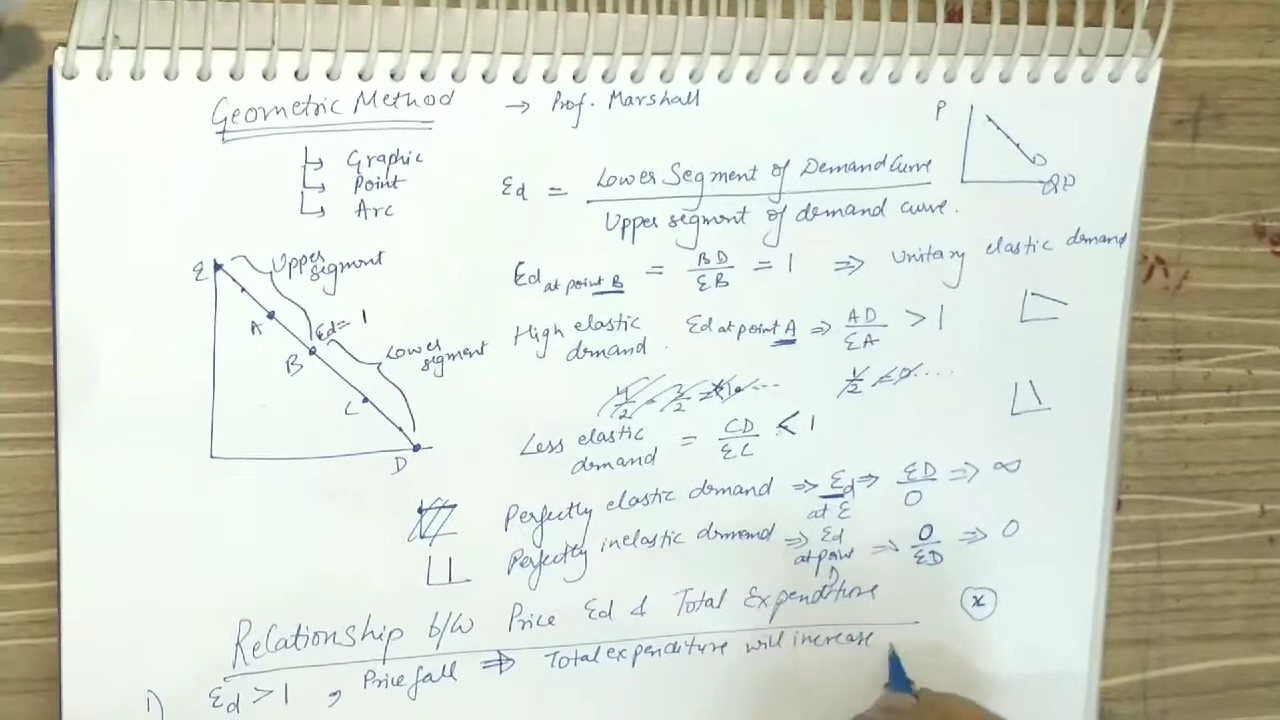 Geometric Method → Prof. Marshall
↳ Graphic
↳ Point
↳ Arc
Ed = Lower Segment of Demand Curve / Upper segment of demand curve.
P
D
QD
E
Upper segment
A
Ed = 1
B
Lower segment
C
D
Ed at point B = BD / EB = 1 ⇒ Unitary elastic demand
High elastic demand. Ed at point A ⇒ AD / EA > 1
Less elastic demand = CD / EC < 1
Perfectly elastic demand ⇒ Ed at E ⇒ ED / 0 ⇒ ∞
Perfectly inelastic demand ⇒ Ed at point D ⇒ 0 / ED ⇒ 0
Relationship b/w Price Ed & Total Expenditure
1) Ed > 1 , Price fall ⇒ Total expenditure will increase